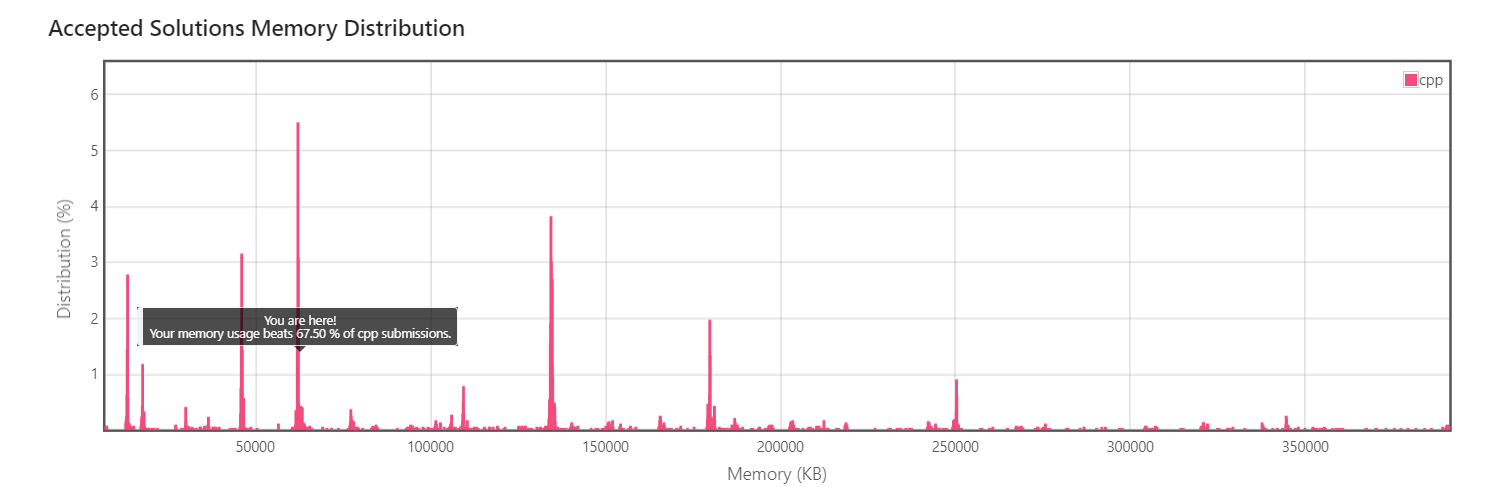 Accepted Solutions Memory Distribution
cpp
6
5
4
3
2
1
Distribution (%)
You are here!
Your memory usage beats 67.50 % of cpp submissions.
50000 100000 150000 200000 250000 300000 350000
Memory (KB)